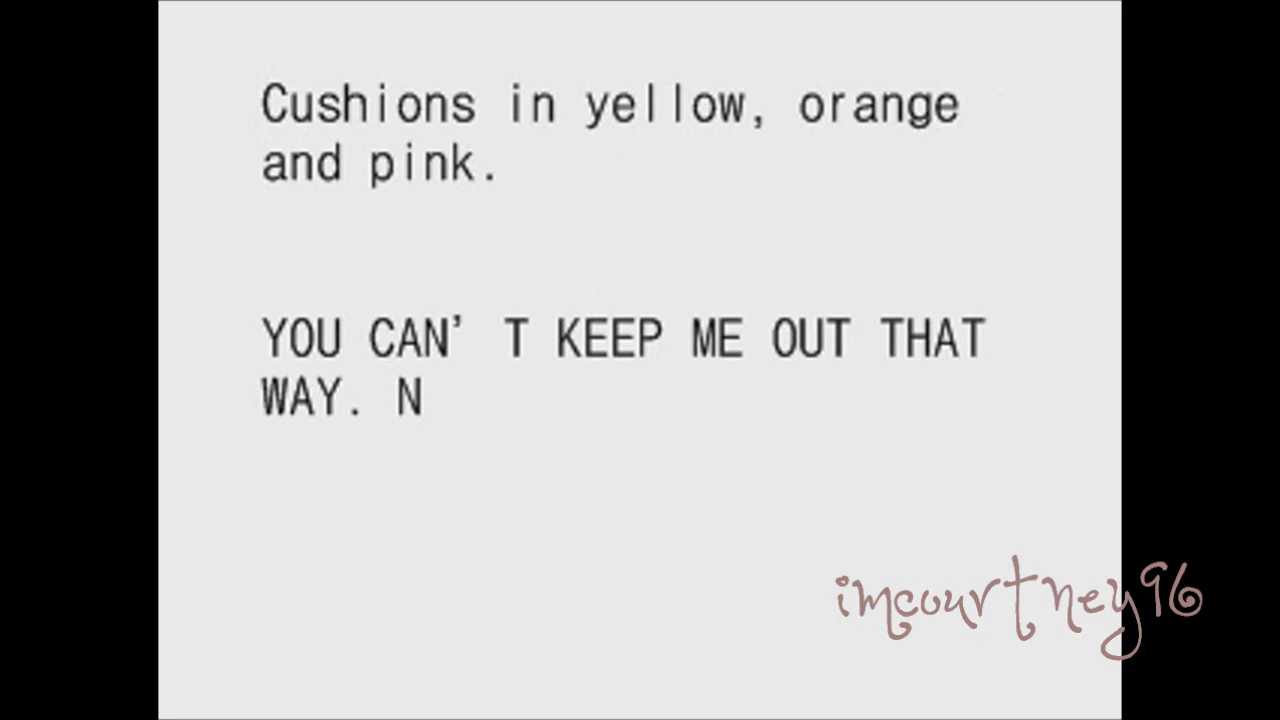 Cushions in yellow, orange
and pink.
YOU CAN' T KEEP ME OUT THAT
WAY. N
imcourtney96